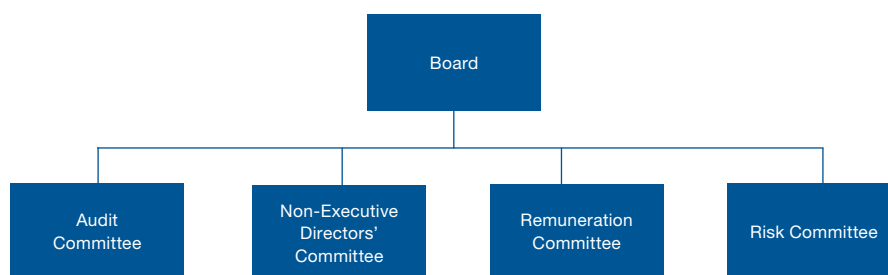 Board
Audit
Committee
Non-Executive
Directors’
Committee
Remuneration
Committee
Risk Committee